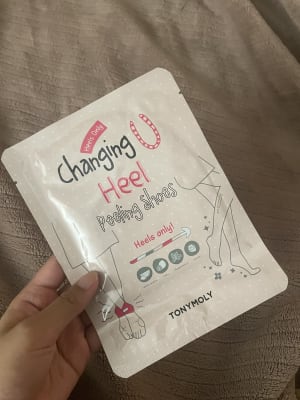 Heels Only
Changing U
Heel
Peeling Shoes
Heels only!
TONYMOLY